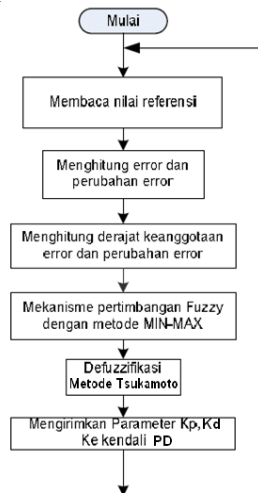 Mulai
Membaca nilai referensi
Menghitung error dan
perubahan error
Menghitung derajat keanggotaan
error dan perubahan error
Mekanisme pertimbangan Fuzzy
dengan metode MIN-MAX
Defuzzifikasi
Metode Tsukamoto
Mengirimkan Parameter Kp,Kd
Ke kendali PD